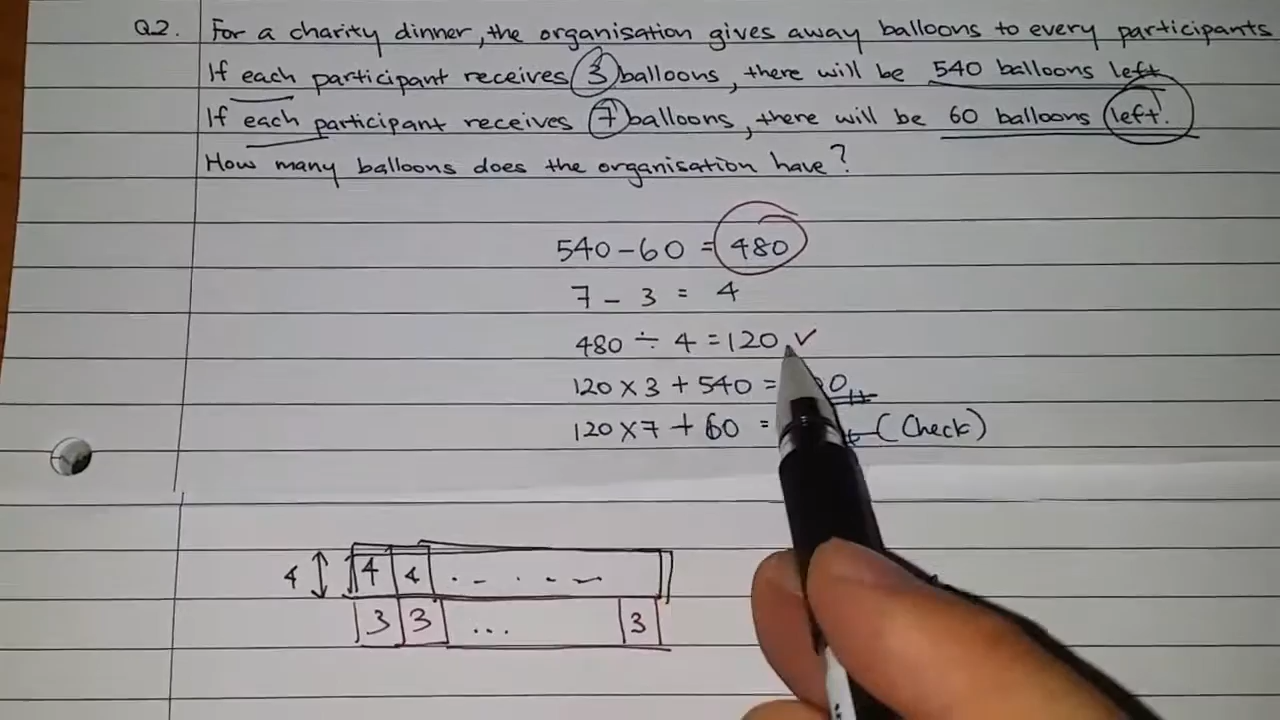 Q2. For a charity dinner, the organisation gives away balloons to every participants
If each participant receives 3 balloons, there will be 540 balloons left
If each participant receives 7 balloons, there will be 60 balloons left!
How many balloons does the organisation have?
540 - 60 = 480
7 - 3 = 4
480 ÷ 4 = 120 ✓
120 × 3 + 540 =
120 × 7 + 60 = (Check)
4 4 4
3 3 ... 3